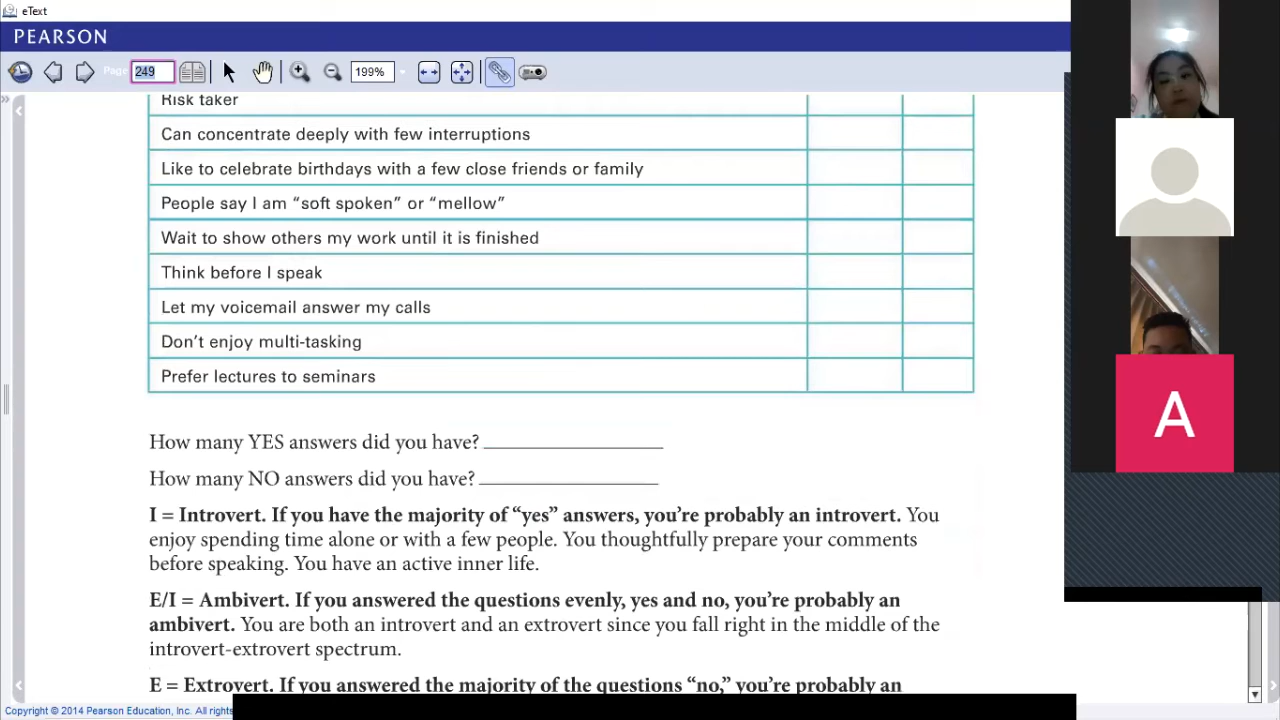 eText
PEARSON
Page 249 199%
Risk taker
Can concentrate deeply with few interruptions
Like to celebrate birthdays with a few close friends or family
People say I am “soft spoken” or “mellow”
Wait to show others my work until it is finished
Think before I speak
Let my voicemail answer my calls
Don’t enjoy multi-tasking
Prefer lectures to seminars
How many YES answers did you have?
How many NO answers did you have?
I = Introvert. If you have the majority of “yes” answers, you’re probably an introvert. You
enjoy spending time alone or with a few people. You thoughtfully prepare your comments
before speaking. You have an active inner life.
E/I = Ambivert. If you answered the questions evenly, yes and no, you’re probably an
ambivert. You are both an introvert and an extrovert since you fall right in the middle of the
introvert-extrovert spectrum.
E = Extrovert. If you answered the majority of the questions “no,” you’re probably an
Copyright © 2014 Pearson Education, Inc. All rights
A